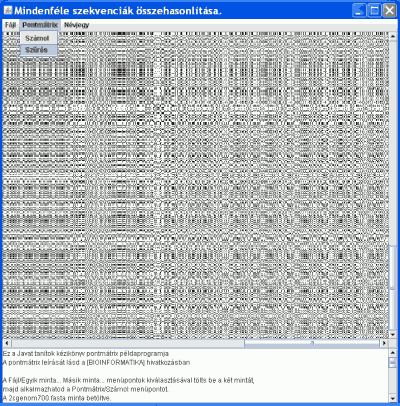 Mindenféle szekvenciák összehasonlítása.
Fájl Pontmátrix Névjegy
Számol
Szűrés
Ez a Javat tanítok kézikönyv pontmátrix példaprogramja
A pontmátrix leírását lásd a [BIOINFORMATIKA] hivatkozásban
A Fájl/Egyik minta... Másik minta... menüpontok kiválasztásával tölts be a két mintát,
majd alkalmazhatod a Pontmátrix/Számol menüpontot.
A 2cgenom700 fasta minta betöltve.